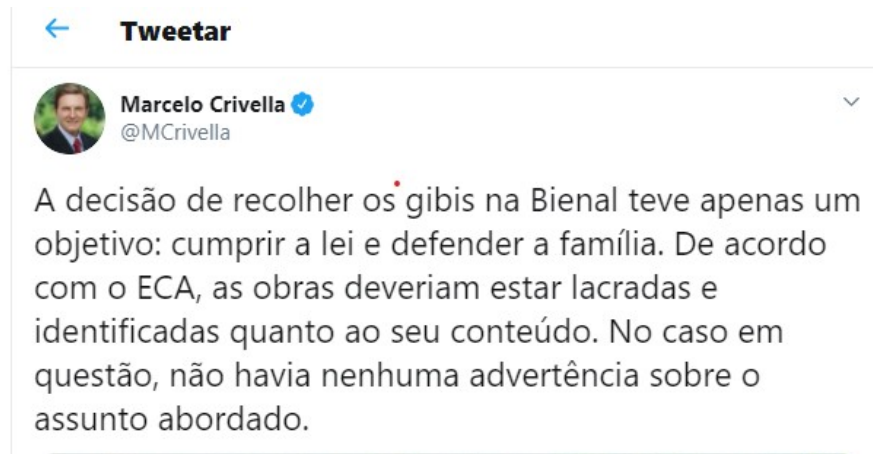 Tweetar
Marcelo Crivella
@MCrivella
A decisão de recolher os gibis na Bienal teve apenas um
objetivo: cumprir a lei e defender a família. De acordo
com o ECA, as obras deveriam estar lacradas e
identificadas quanto ao seu conteúdo. No caso em
questão, não havia nenhuma advertência sobre o
assunto abordado.